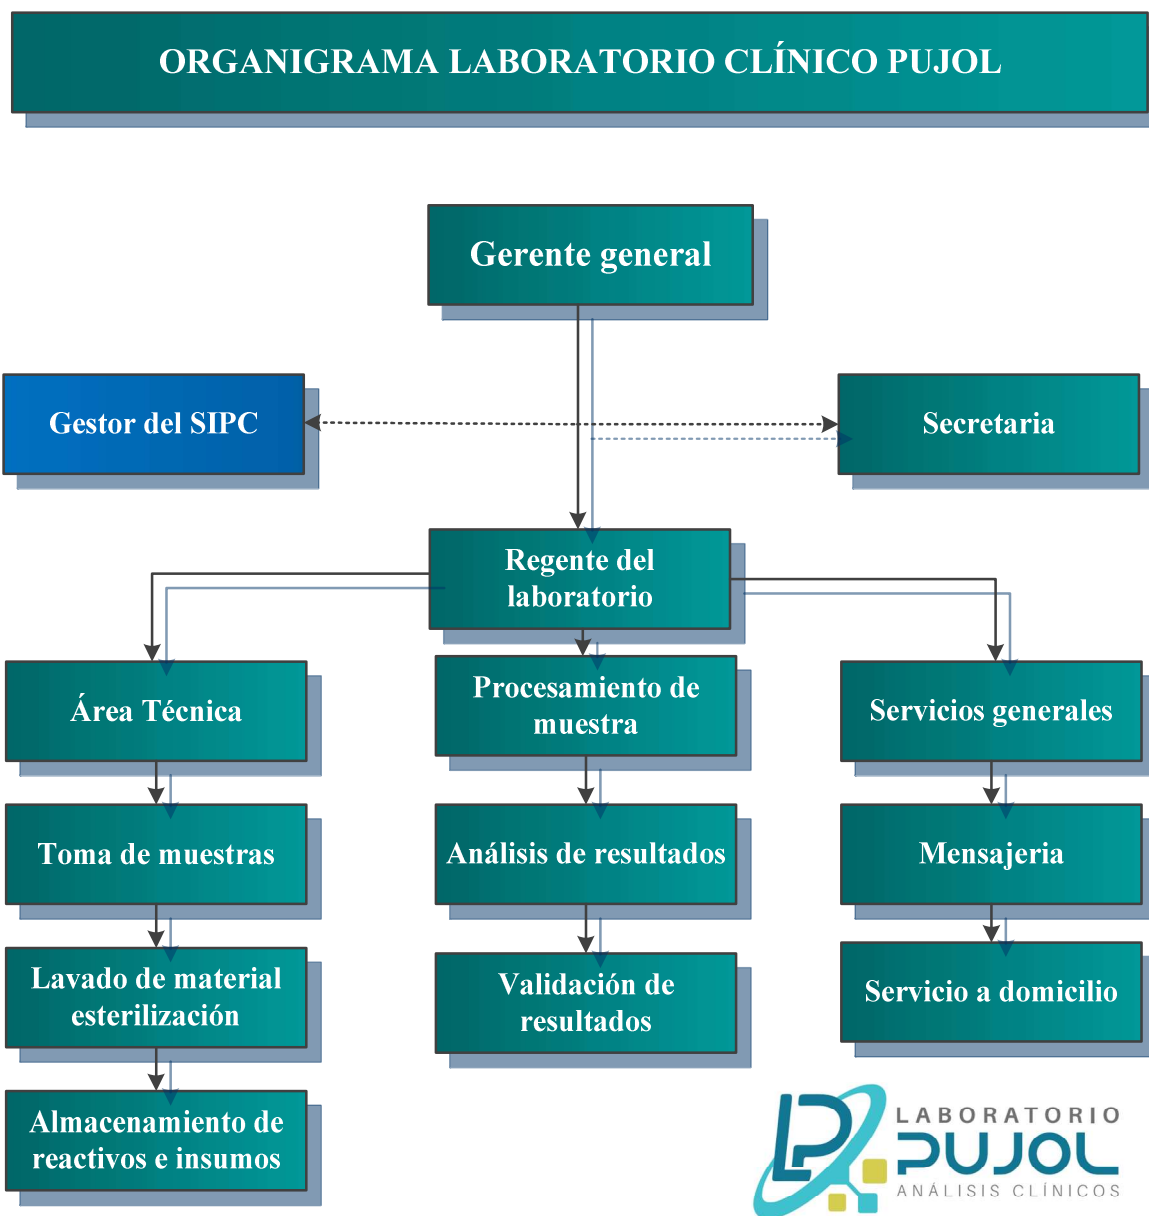 ORGANIGRAMA LABORATORIO CLÍNICO PUJOL
Gerente general
Gestor del SIPC
Secretaria
Regente del
laboratorio
Área Técnica
Procesamiento de
muestra
Servicios generales
Toma de muestras
Análisis de resultados
Mensajeria
Lavado de material
esterilización
Validación de
resultados
Servicio a domicilio
Almacenamiento de
reactivos e insumos
LP
LABORATORIO
PUJOL
ANÁLISIS CLÍNICOS